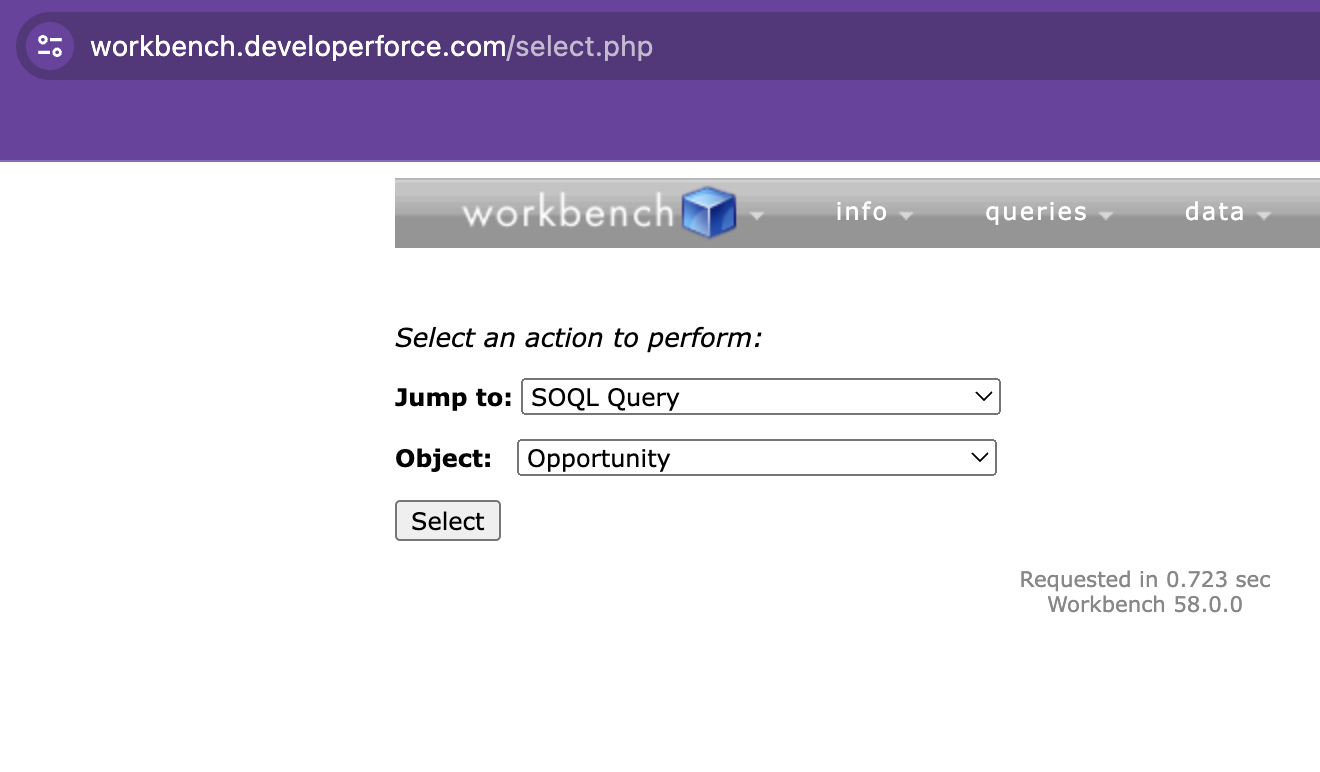 workbench.developerforce.com/select.php
workbench info queries data
Select an action to perform:
Jump to: SOQL Query
Object: Opportunity
Select
Requested in 0.723 sec
Workbench 58.0.0